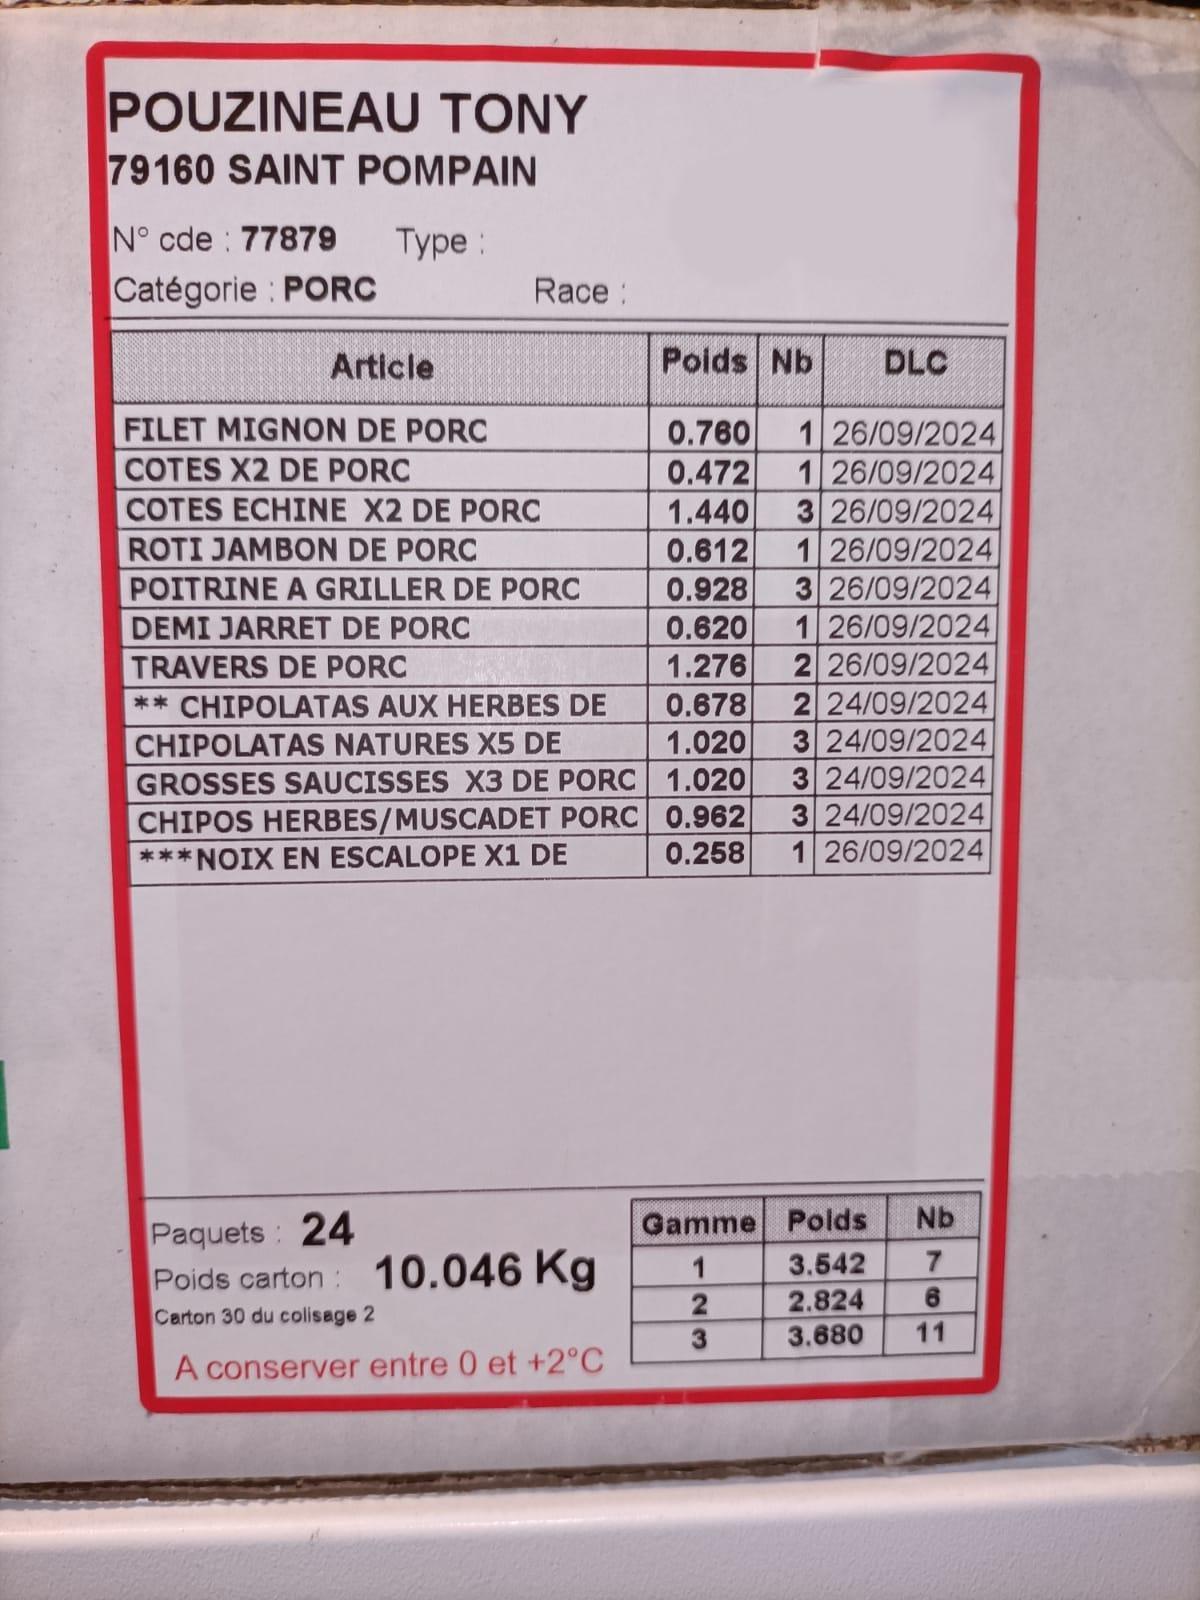 POUZINEAU TONY
79160 SAINT POMPAIN
N° cde : 77879 Type :
Catégorie : PORC Race :
Article Poids Nb DLC
FILET MIGNON DE PORC 0.760 1 26/09/2024
COTES X2 DE PORC 0.472 1 26/09/2024
COTES ECHINE X2 DE PORC 1.440 3 26/09/2024
ROTI JAMBON DE PORC 0.612 1 26/09/2024
POITRINE A GRILLER DE PORC 0.928 3 26/09/2024
DEMI JARRET DE PORC 0.620 1 26/09/2024
TRAVERS DE PORC 1.276 2 26/09/2024
** CHIPOLATAS AUX HERBES DE 0.678 2 24/09/2024
CHIPOLATAS NATURES X5 DE 1.020 3 24/09/2024
GROSSES SAUCISSES X3 DE PORC 1.020 3 24/09/2024
CHIPOS HERBES/MUSCADET PORC 0.962 3 24/09/2024
***NOIX EN ESCALOPE X1 DE 0.258 1 26/09/2024
Paquets : 24
Poids carton : 10.046 Kg
Carton 30 du colisage 2
A conserver entre 0 et +2°C
Gamme Poids Nb
1 3.542 7
2 2.824 6
3 3.680 11